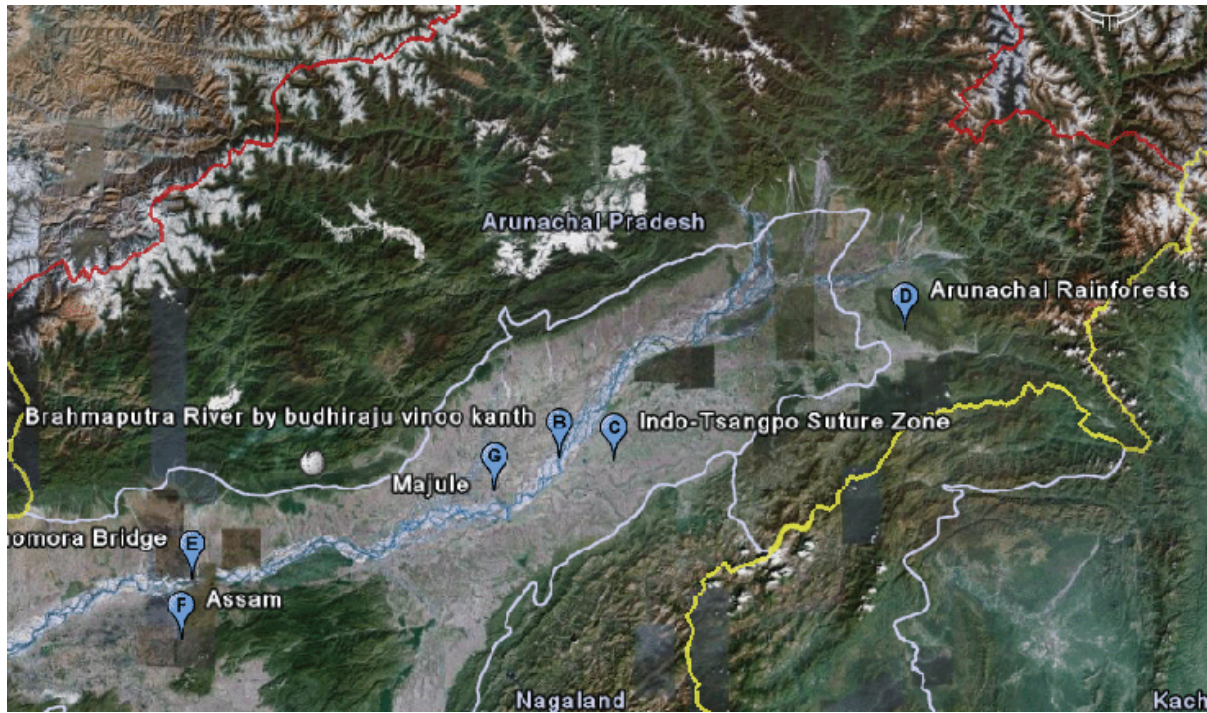 Arunachal Pradesh
D
Arunachal Rainforests
Brahmaputra River by budhiraju vinoo kanth
B
C
Indo-Tsangpo Suture Zone
G
Majule
omora Bridge
E
F
Assam
Nagaland
Kach